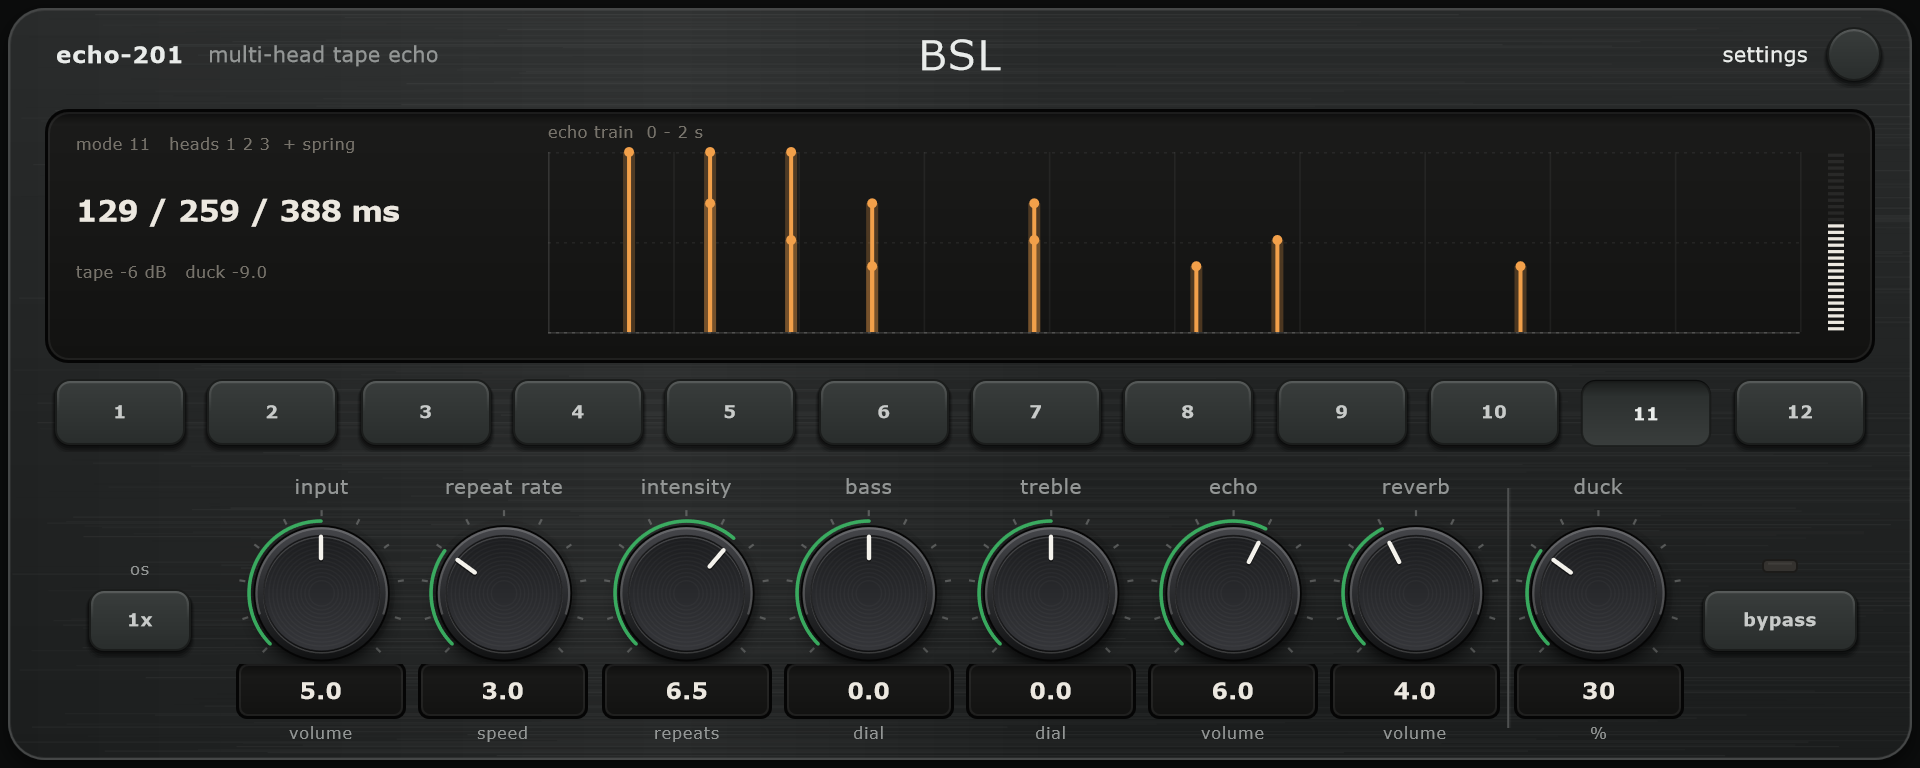 echo-201 multi-head tape echo BSL settings
mode 11 heads 1 2 3 + spring
echo train 0 - 2 s
129 / 259 / 388 ms
tape -6 dB duck -9.0
1 2 3 4 5 6 7 8 9 10 11 12
input repeat rate intensity bass treble echo reverb duck
os
1x
bypass
5.0 3.0 6.5 0.0 0.0 6.0 4.0 30
volume speed repeats dial dial volume volume %